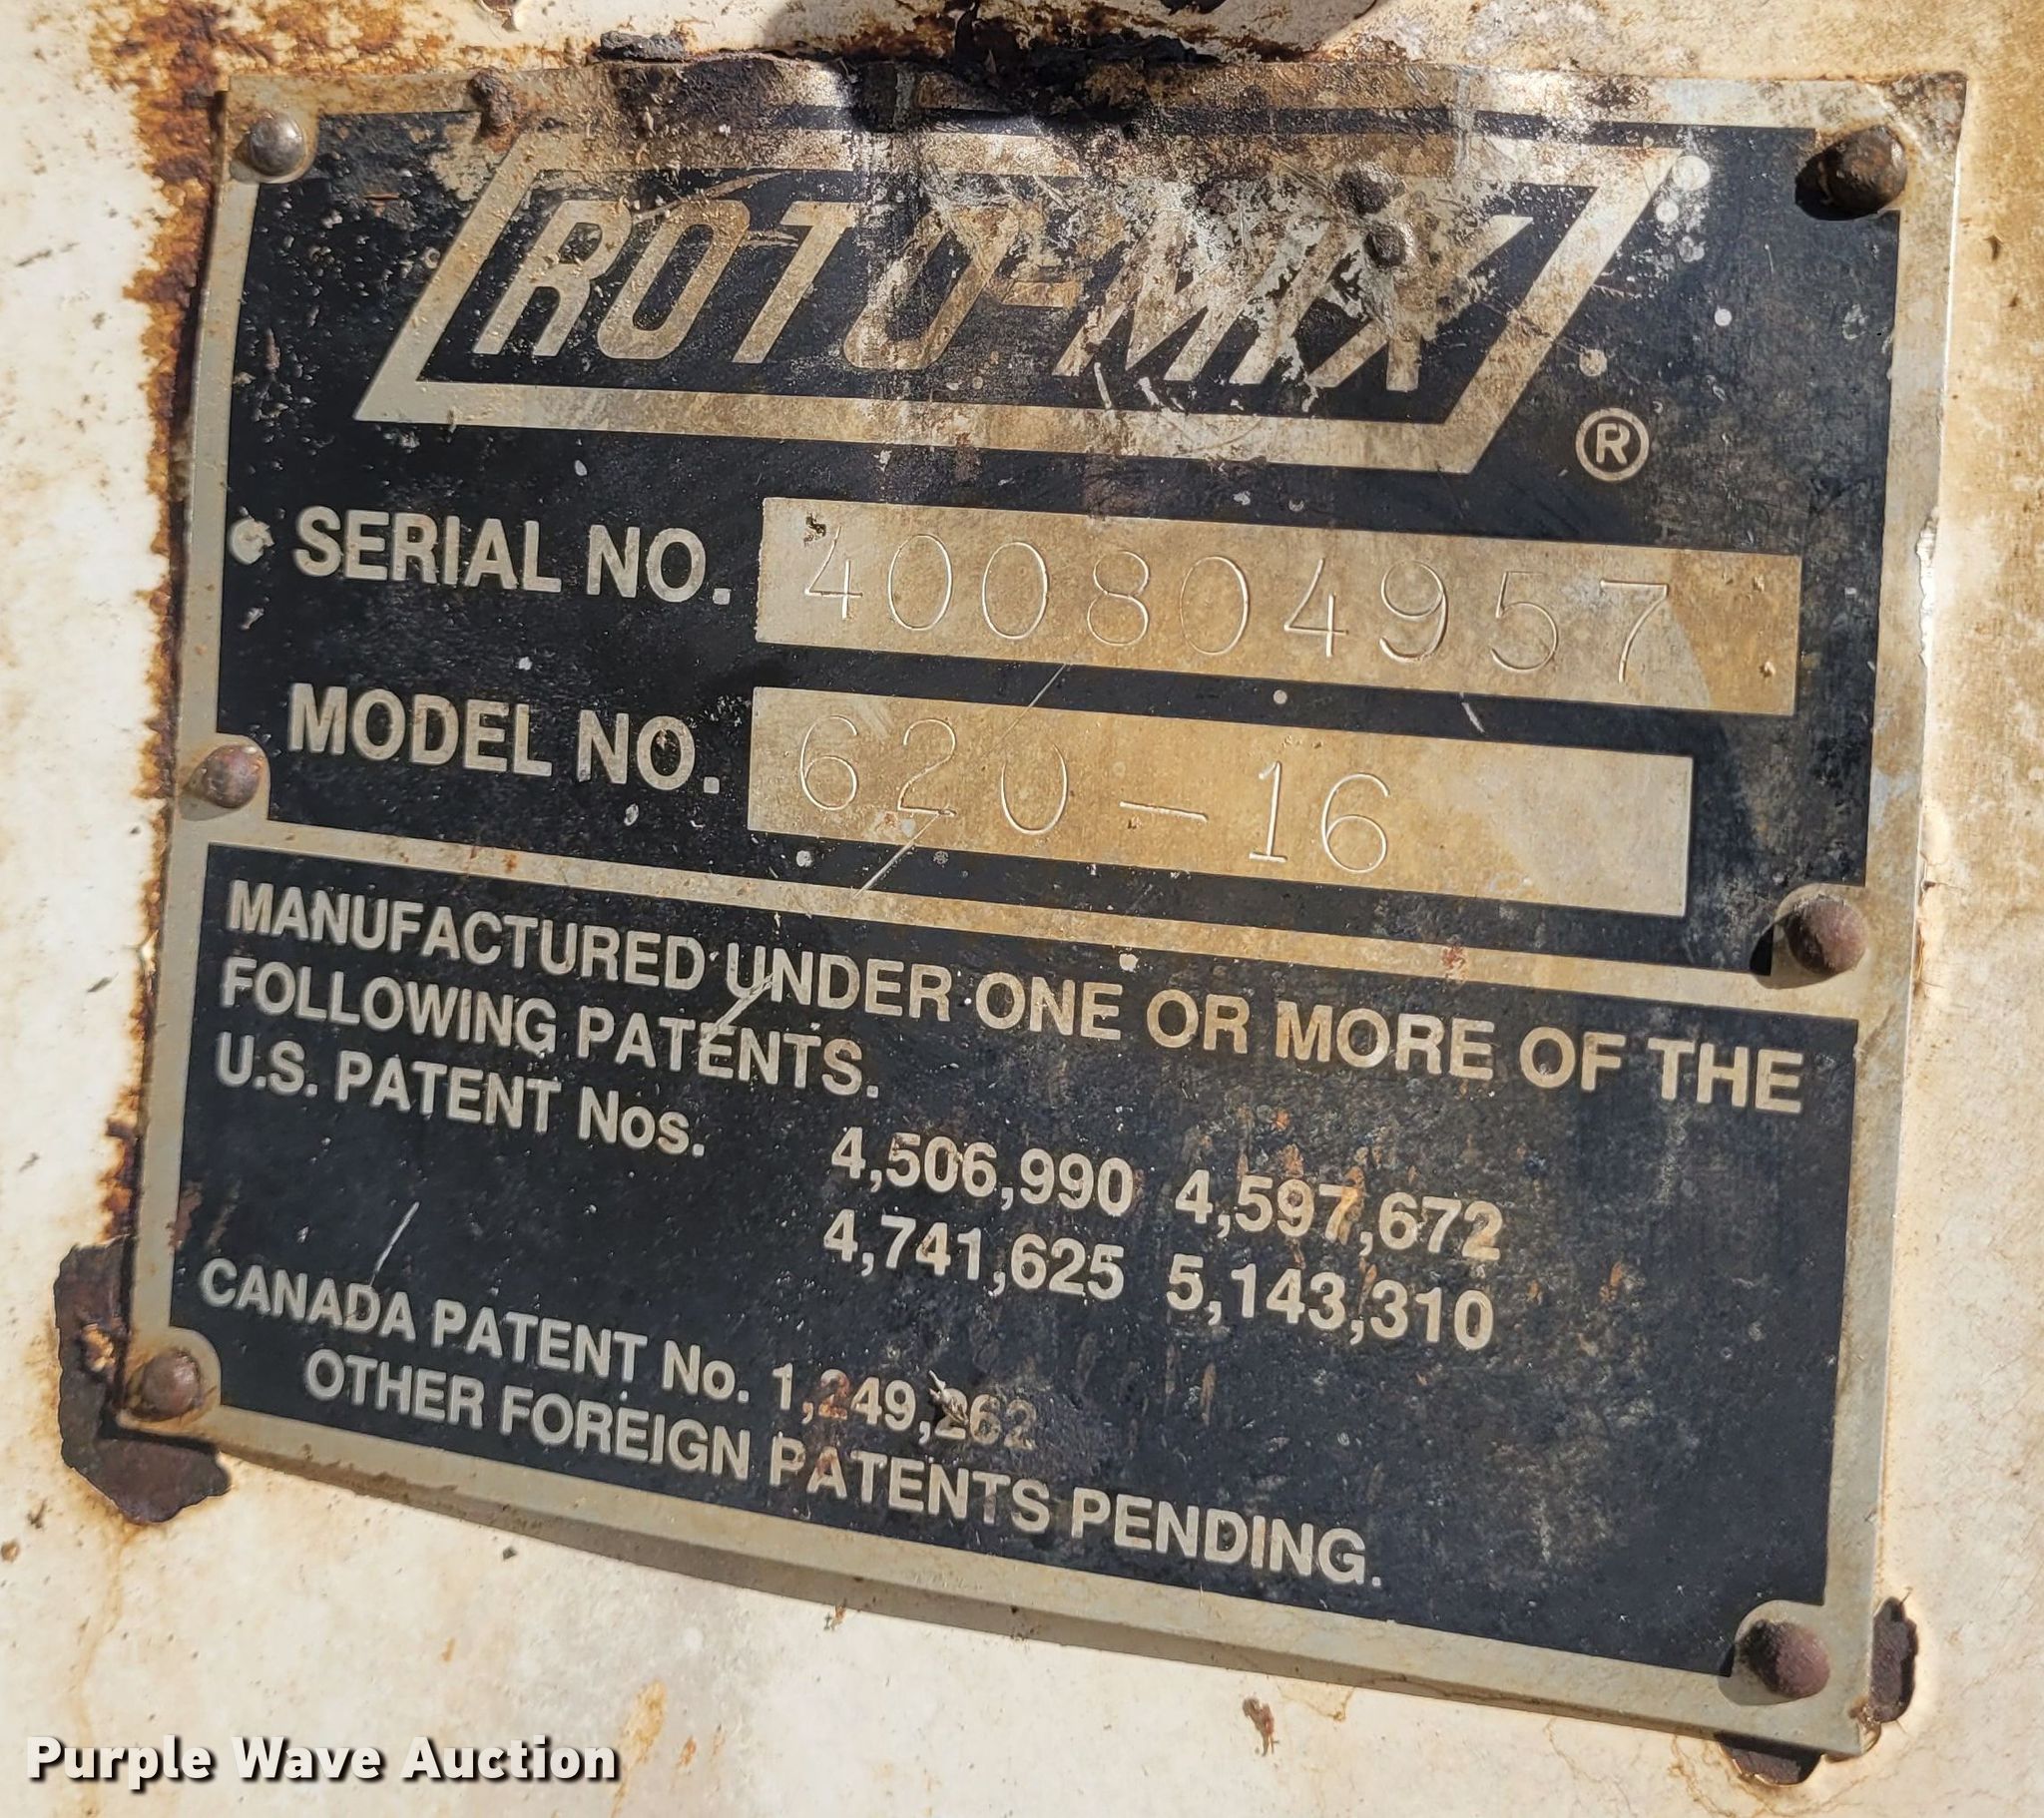 ROTO-MIX
®
SERIAL NO. 400804957
MODEL NO. 620-16
MANUFACTURED UNDER ONE OR MORE OF THE
FOLLOWING PATENTS.
U.S. PATENT Nos.
4,506,990 4,597,672
4,741,625 5,143,310
CANADA PATENT No. 1,249,262
OTHER FOREIGN PATENTS PENDING.
Purple Wave Auction